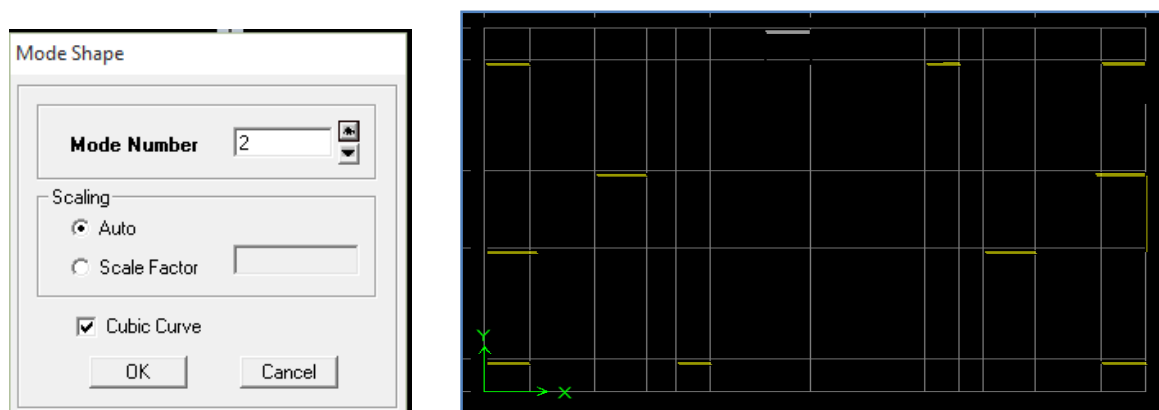 Mode Shape
Mode Number
2
Scaling
Auto
Scale Factor
Cubic Curve
OK
Cancel
Y
X